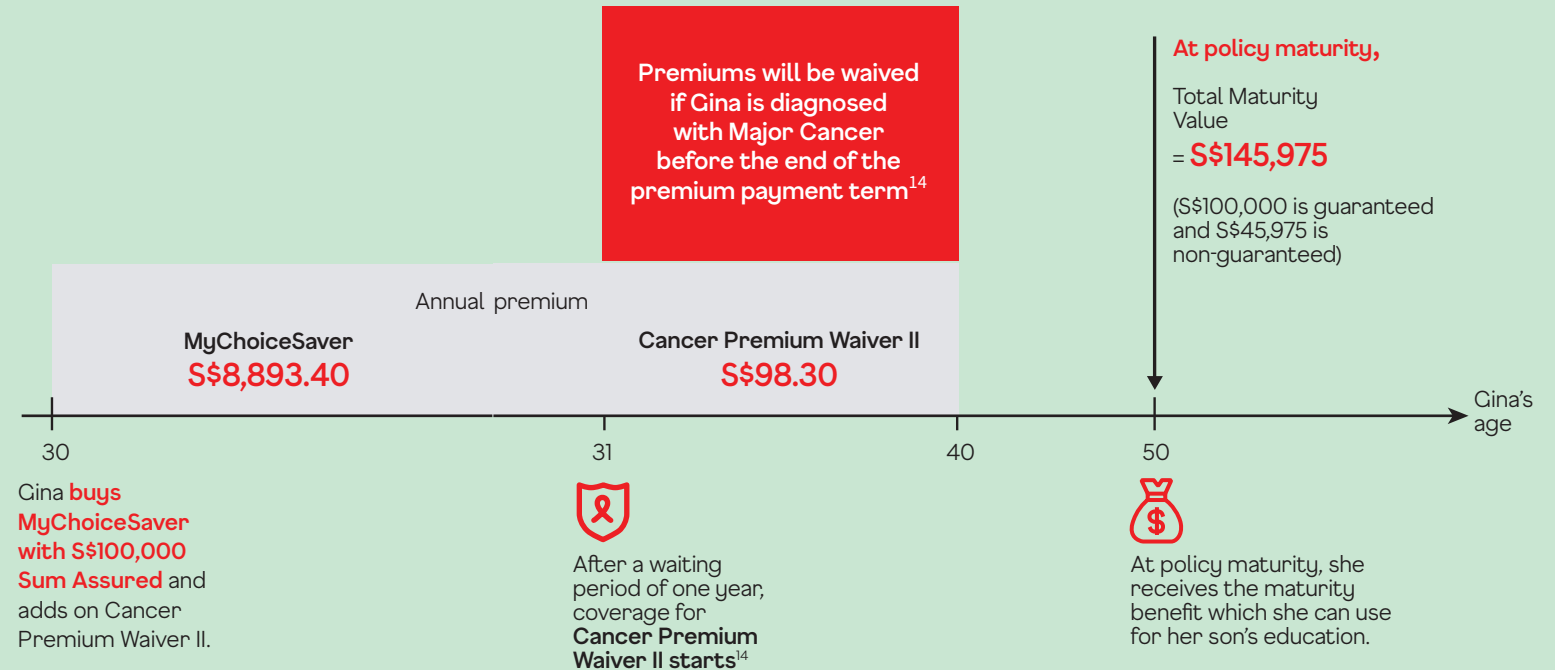 Premiums will be waived
if Gina is diagnosed
with Major Cancer
before the end of the
premium payment term14
At policy maturity,
Total Maturity
Value
= S$145,975
(S$100,000 is guaranteed
and S$45,975 is
non-guaranteed)
Annual premium
MyChoiceSaver
S$8,893.40
Cancer Premium Waiver II
S$98.30
Gina's
age
30
31
40
50
Gina buys
MyChoiceSaver
with S$100,000
Sum Assured and
adds on Cancer
Premium Waiver II.
After a waiting
period of one year,
coverage for
Cancer Premium
Waiver II starts14
$
At policy maturity, she
receives the maturity
benefit which she can use
for her son's education.